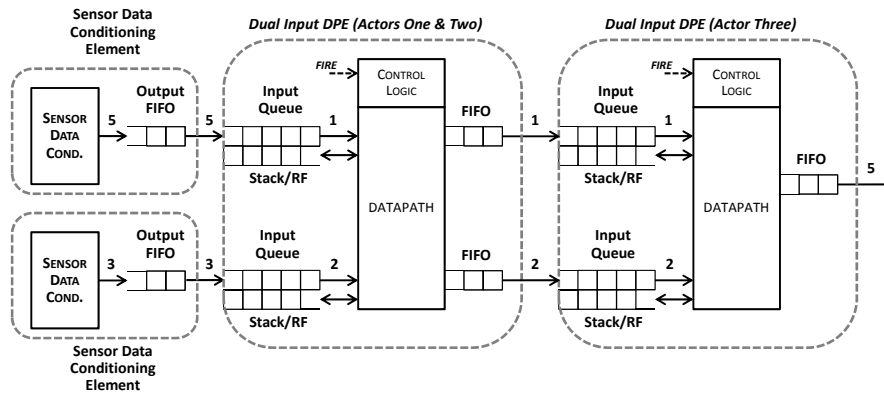 Sensor Data
Conditioning
Element
Dual Input DPE (Actors One & Two)
Dual Input DPE (Actor Three)
SENSOR
DATA
COND.
5
Output
FIFO
5
Input
Queue
Stack/RF
1
FIRE
CONTROL
LOGIC
DATAPATH
FIFO
1
Input
Queue
Stack/RF
1
FIRE
CONTROL
LOGIC
DATAPATH
FIFO
5
SENSOR
DATA
COND.
3
Output
FIFO
3
Input
Queue
Stack/RF
2
FIFO
2
Input
Queue
Stack/RF
2
Sensor Data
Conditioning
Element